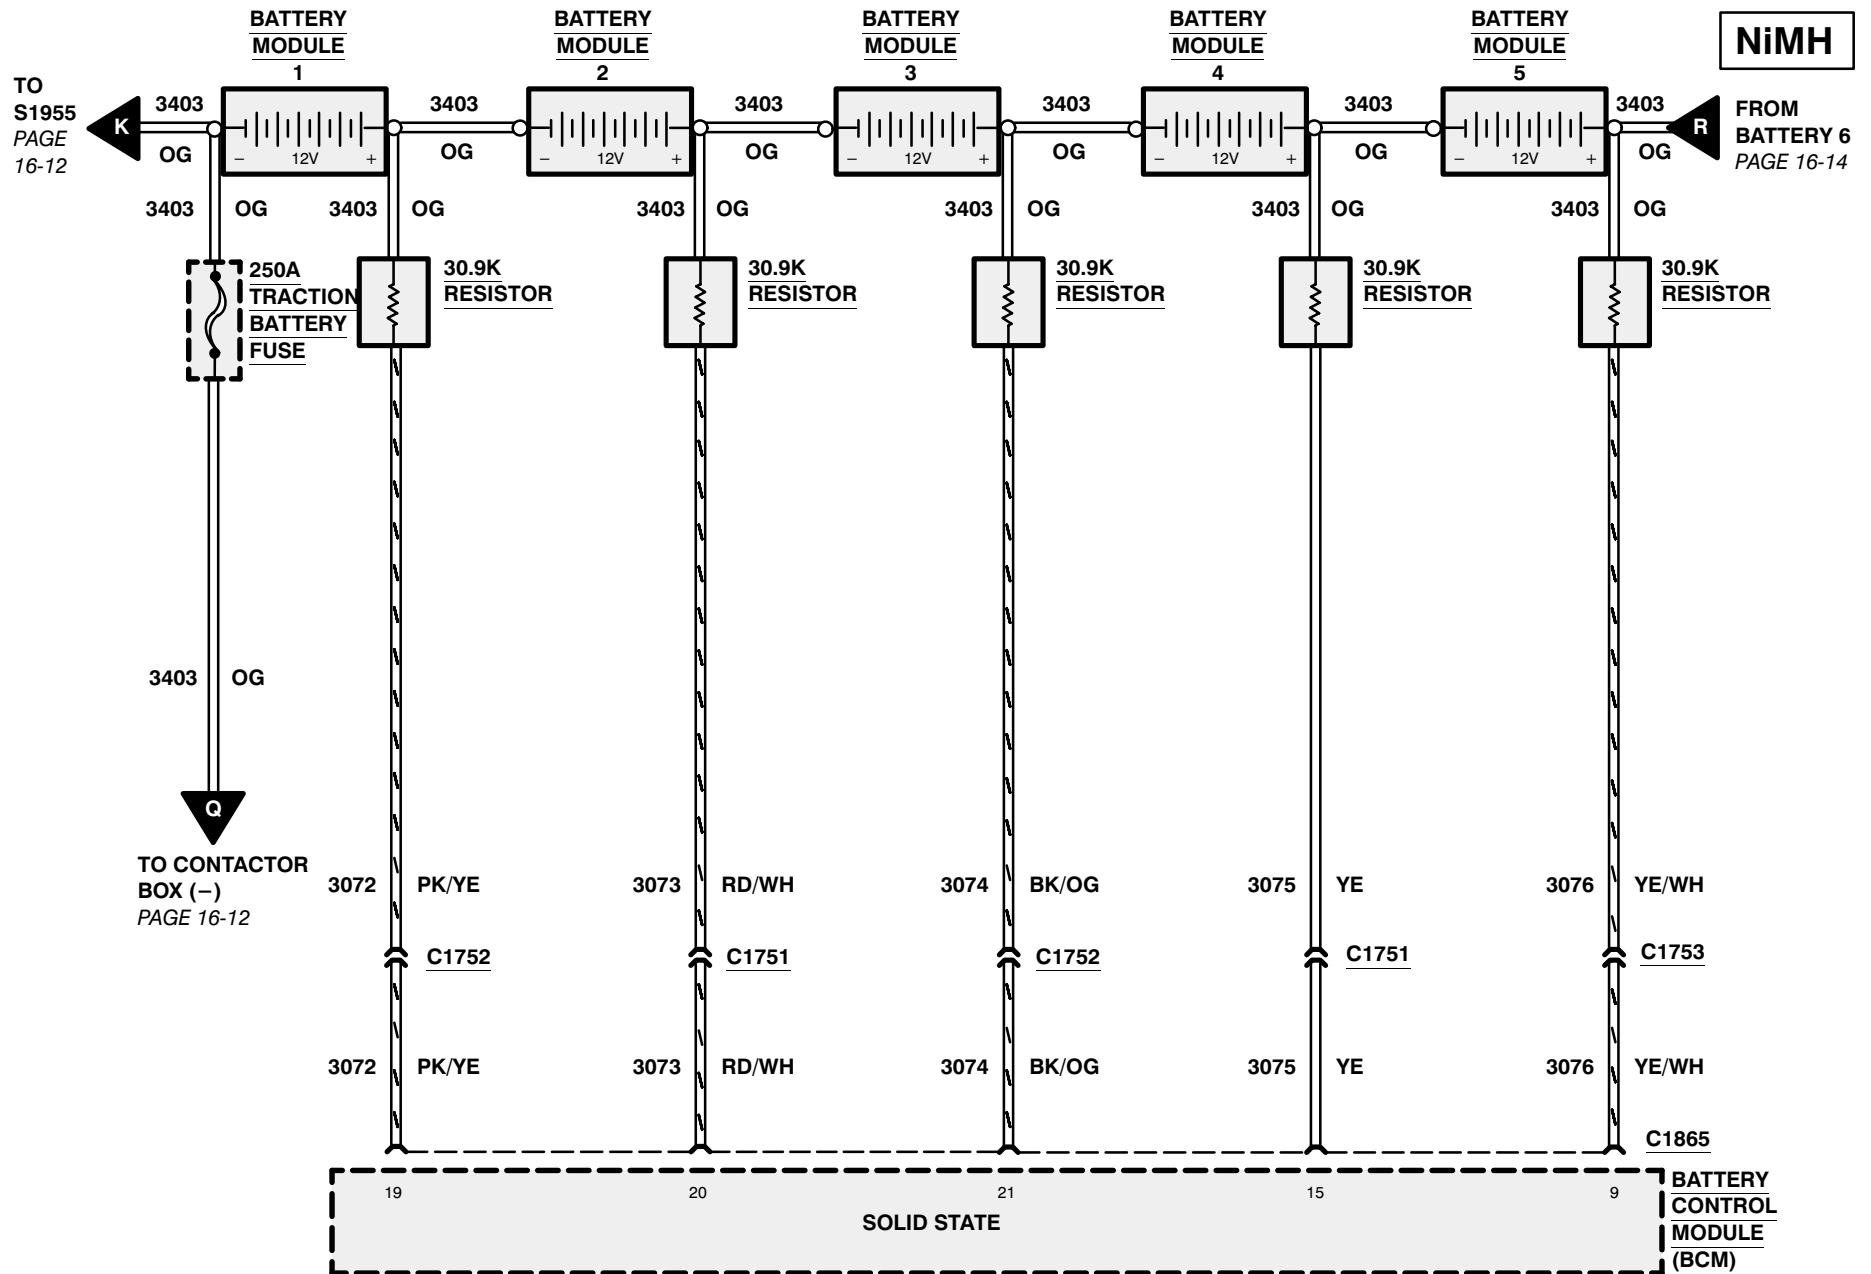 BATTERY
MODULE
1
BATTERY
MODULE
2
BATTERY
MODULE
3
BATTERY
MODULE
4
BATTERY
MODULE
5
NiMH
TO
S1955
PAGE
16-12
K
3403
OG
3403
OG
3403
OG
3403
OG
3403
OG
3403
OG
R
FROM
BATTERY 6
PAGE 16-14
– 12V +
– 12V +
– 12V +
– 12V +
– 12V +
3403 OG
3403 OG
3403 OG
3403 OG
3403 OG
3403 OG
250A
TRACTION
BATTERY
FUSE
30.9K
RESISTOR
30.9K
RESISTOR
30.9K
RESISTOR
30.9K
RESISTOR
30.9K
RESISTOR
3403 OG
Q
TO CONTACTOR
BOX (–)
PAGE 16-12
3072 PK/YE
3073 RD/WH
3074 BK/OG
3075 YE
3076 YE/WH
C1752
C1751
C1752
C1751
C1753
3072 PK/YE
3073 RD/WH
3074 BK/OG
3075 YE
3076 YE/WH
C1865
19
20
21
15
9
SOLID STATE
BATTERY
CONTROL
MODULE
(BCM)